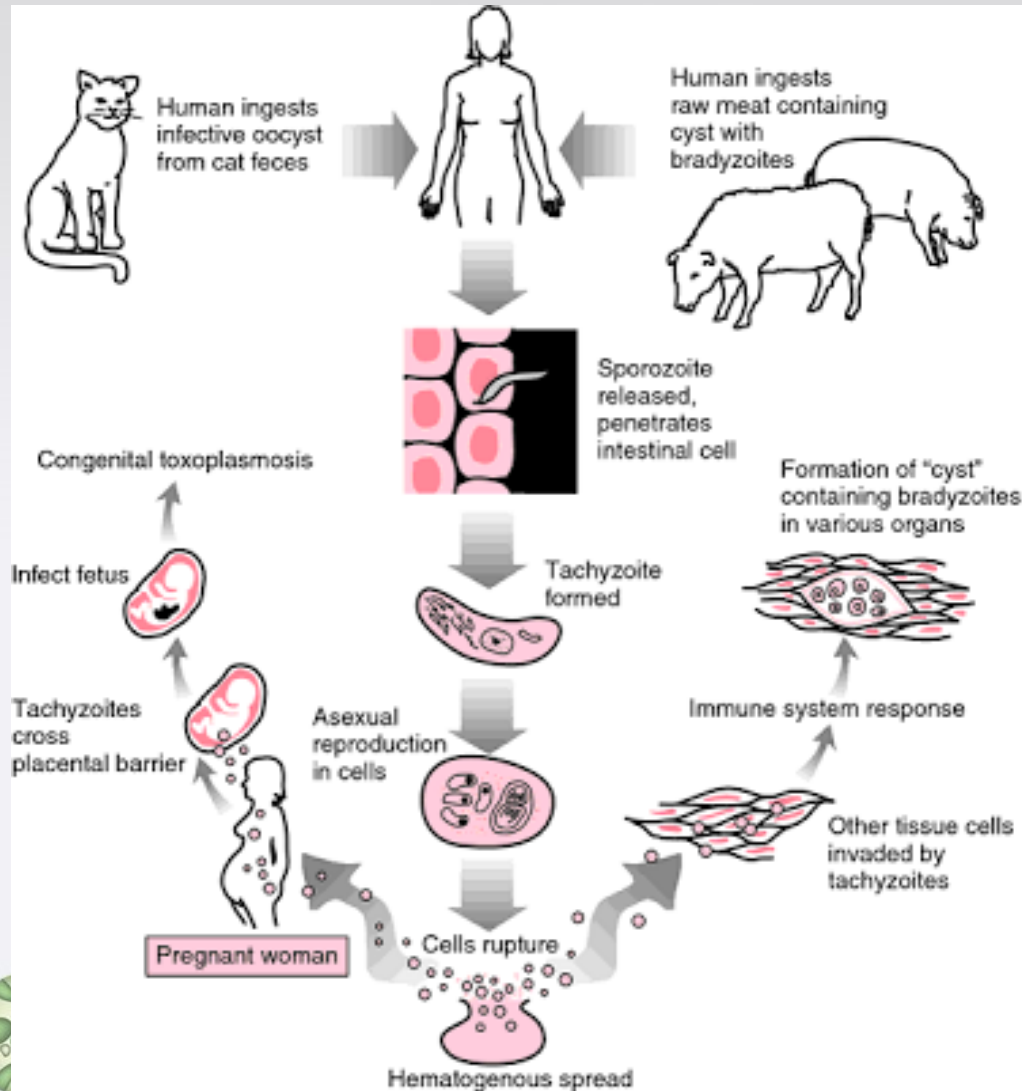 Human ingests
infective oocyst
from cat feces
Human ingests
raw meat containing
cyst with
bradyzoites
Sporozoite
released,
penetrates
intestinal cell
Congenital toxoplasmosis
Formation of “cyst”
containing bradyzoites
in various organs
Infect fetus
Tachyzoite
formed
Tachyzoites
cross
placental barrier
Asexual
reproduction
in cells
Immune system response
Other tissue cells
invaded by
tachyzoites
Pregnant woman
Cells rupture
Hematogenous spread